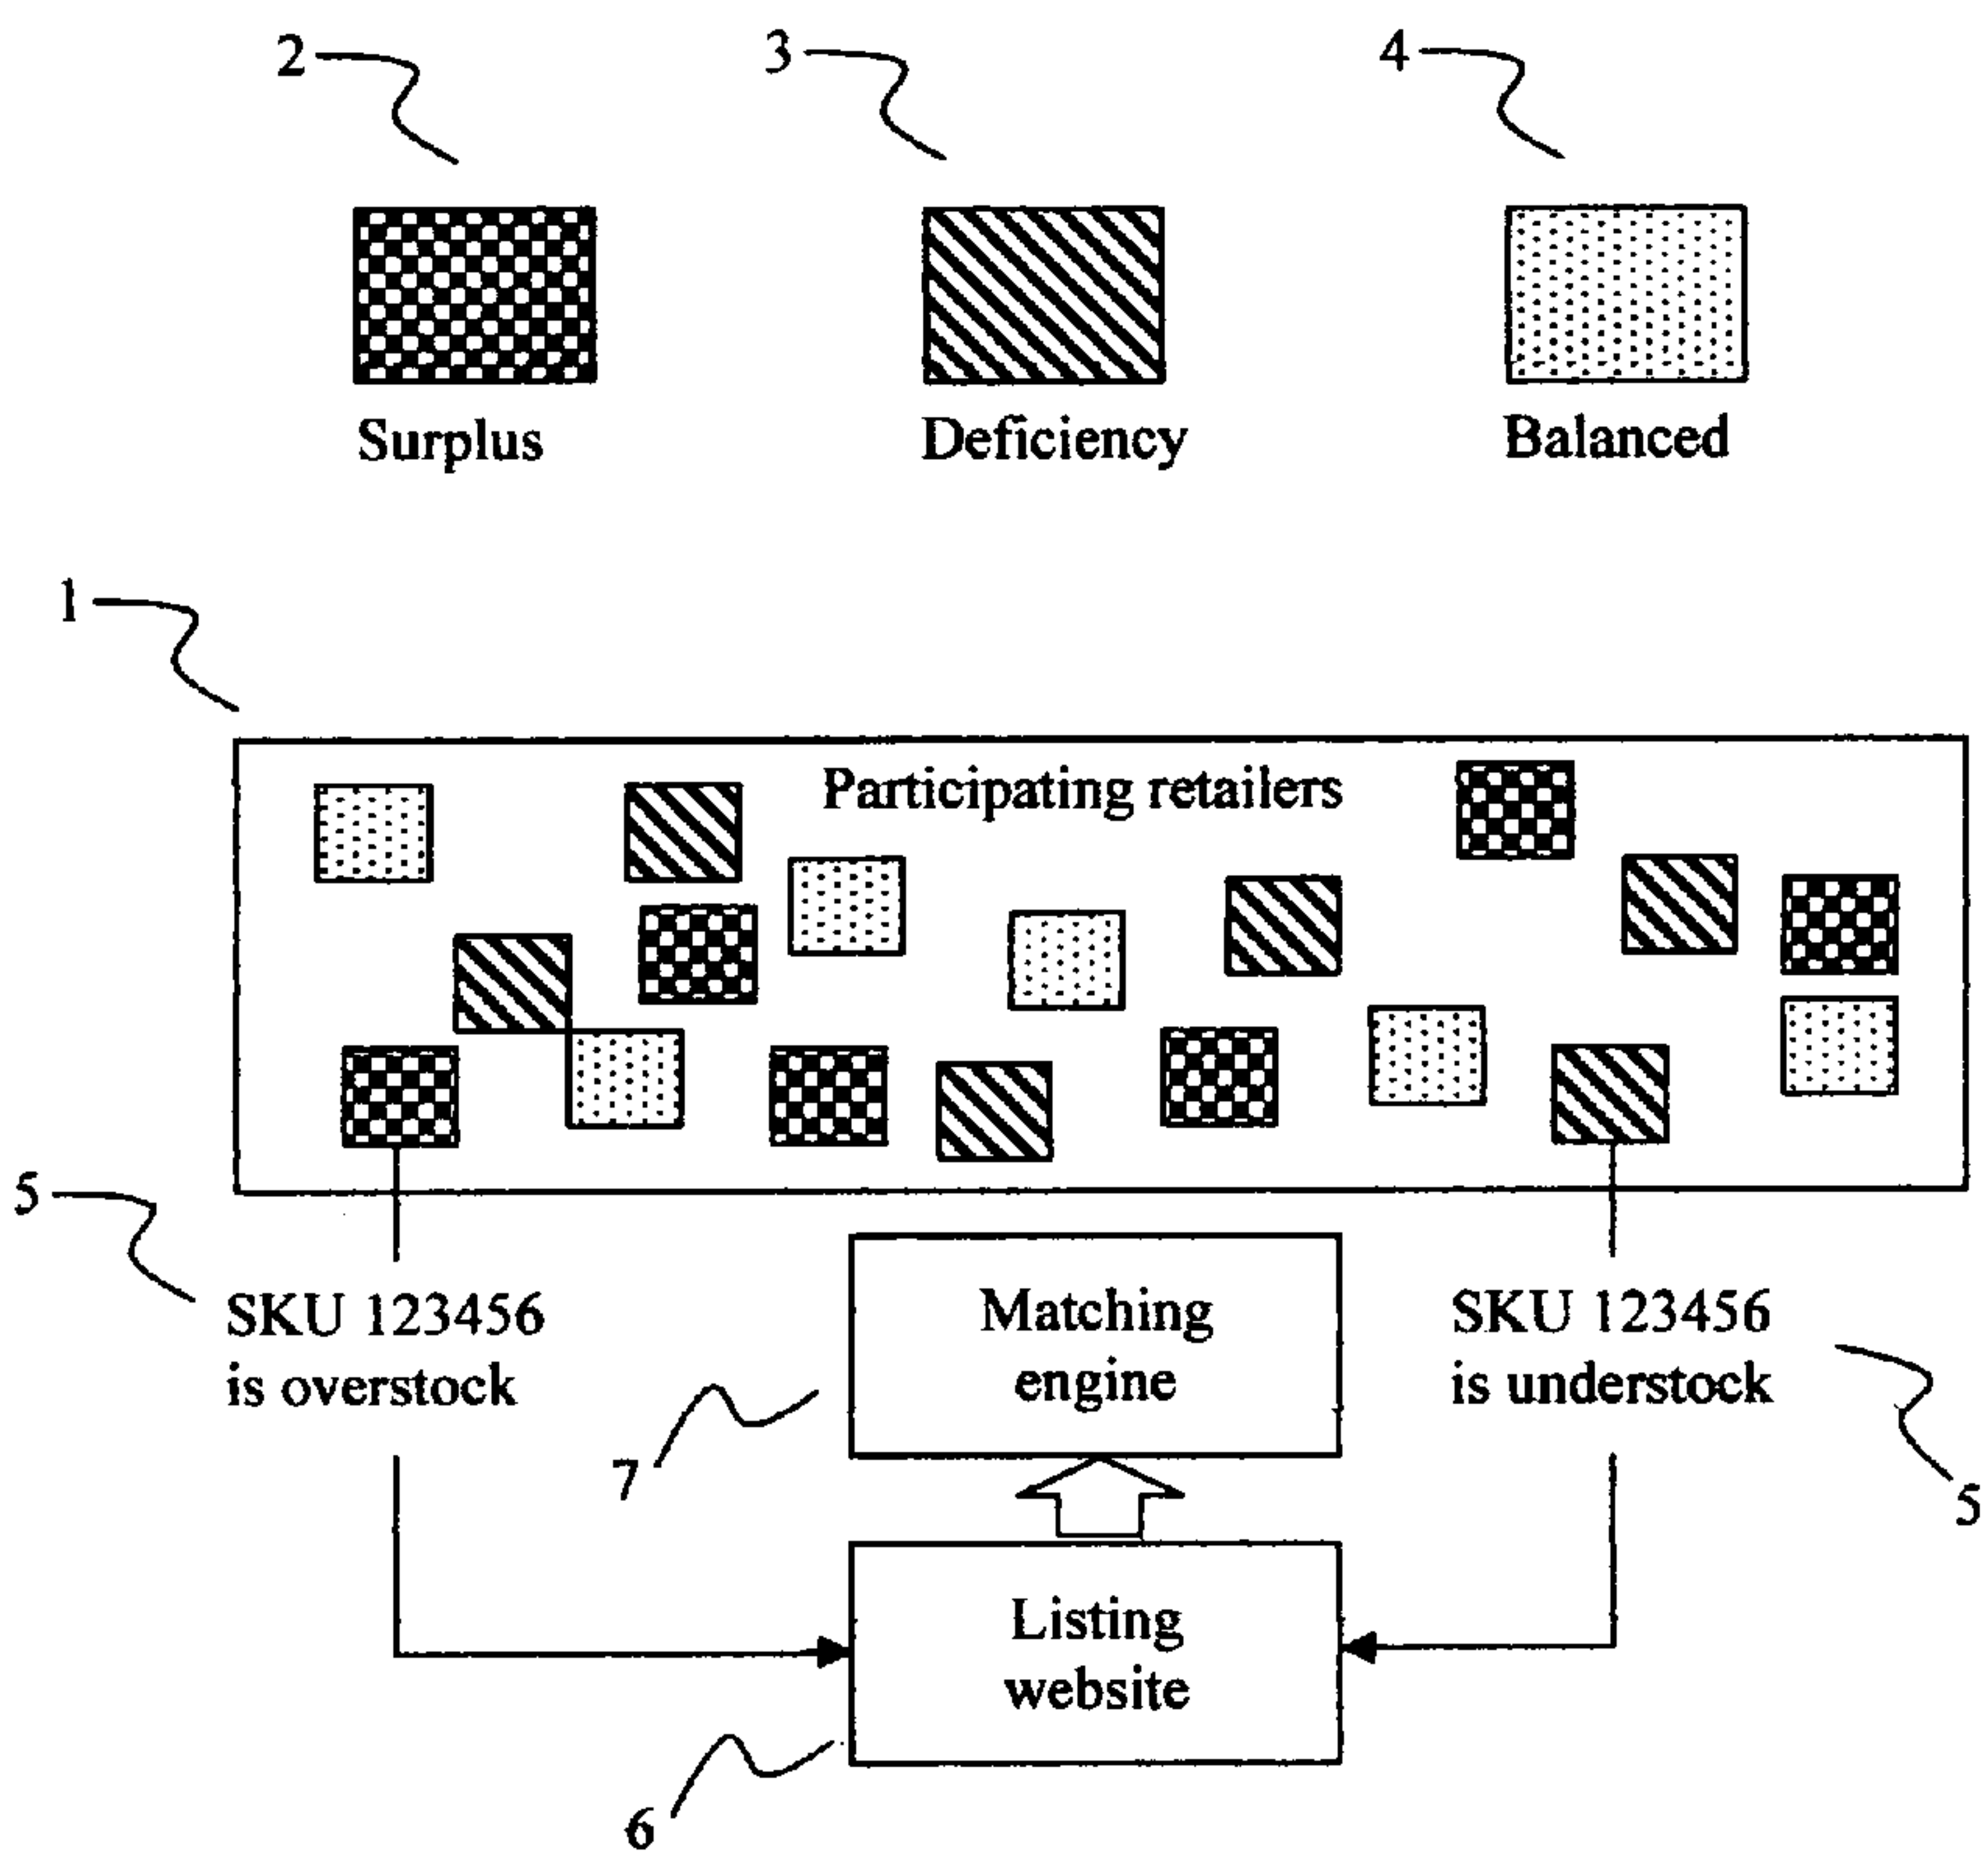 2
3
4
Surplus
Deficiency
Balanced
1
Participating retailers
5
SKU 123456
is overstock
Matching
engine
SKU 123456
is understock
7
5
Listing
website
6